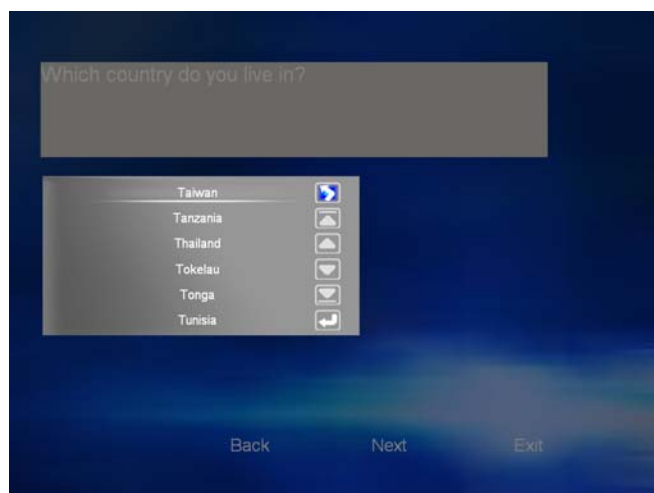 Which country do you live in?
Taiwan
Tanzania
Thailand
Tokelau
Tonga
Tunisia
Back Next Exit